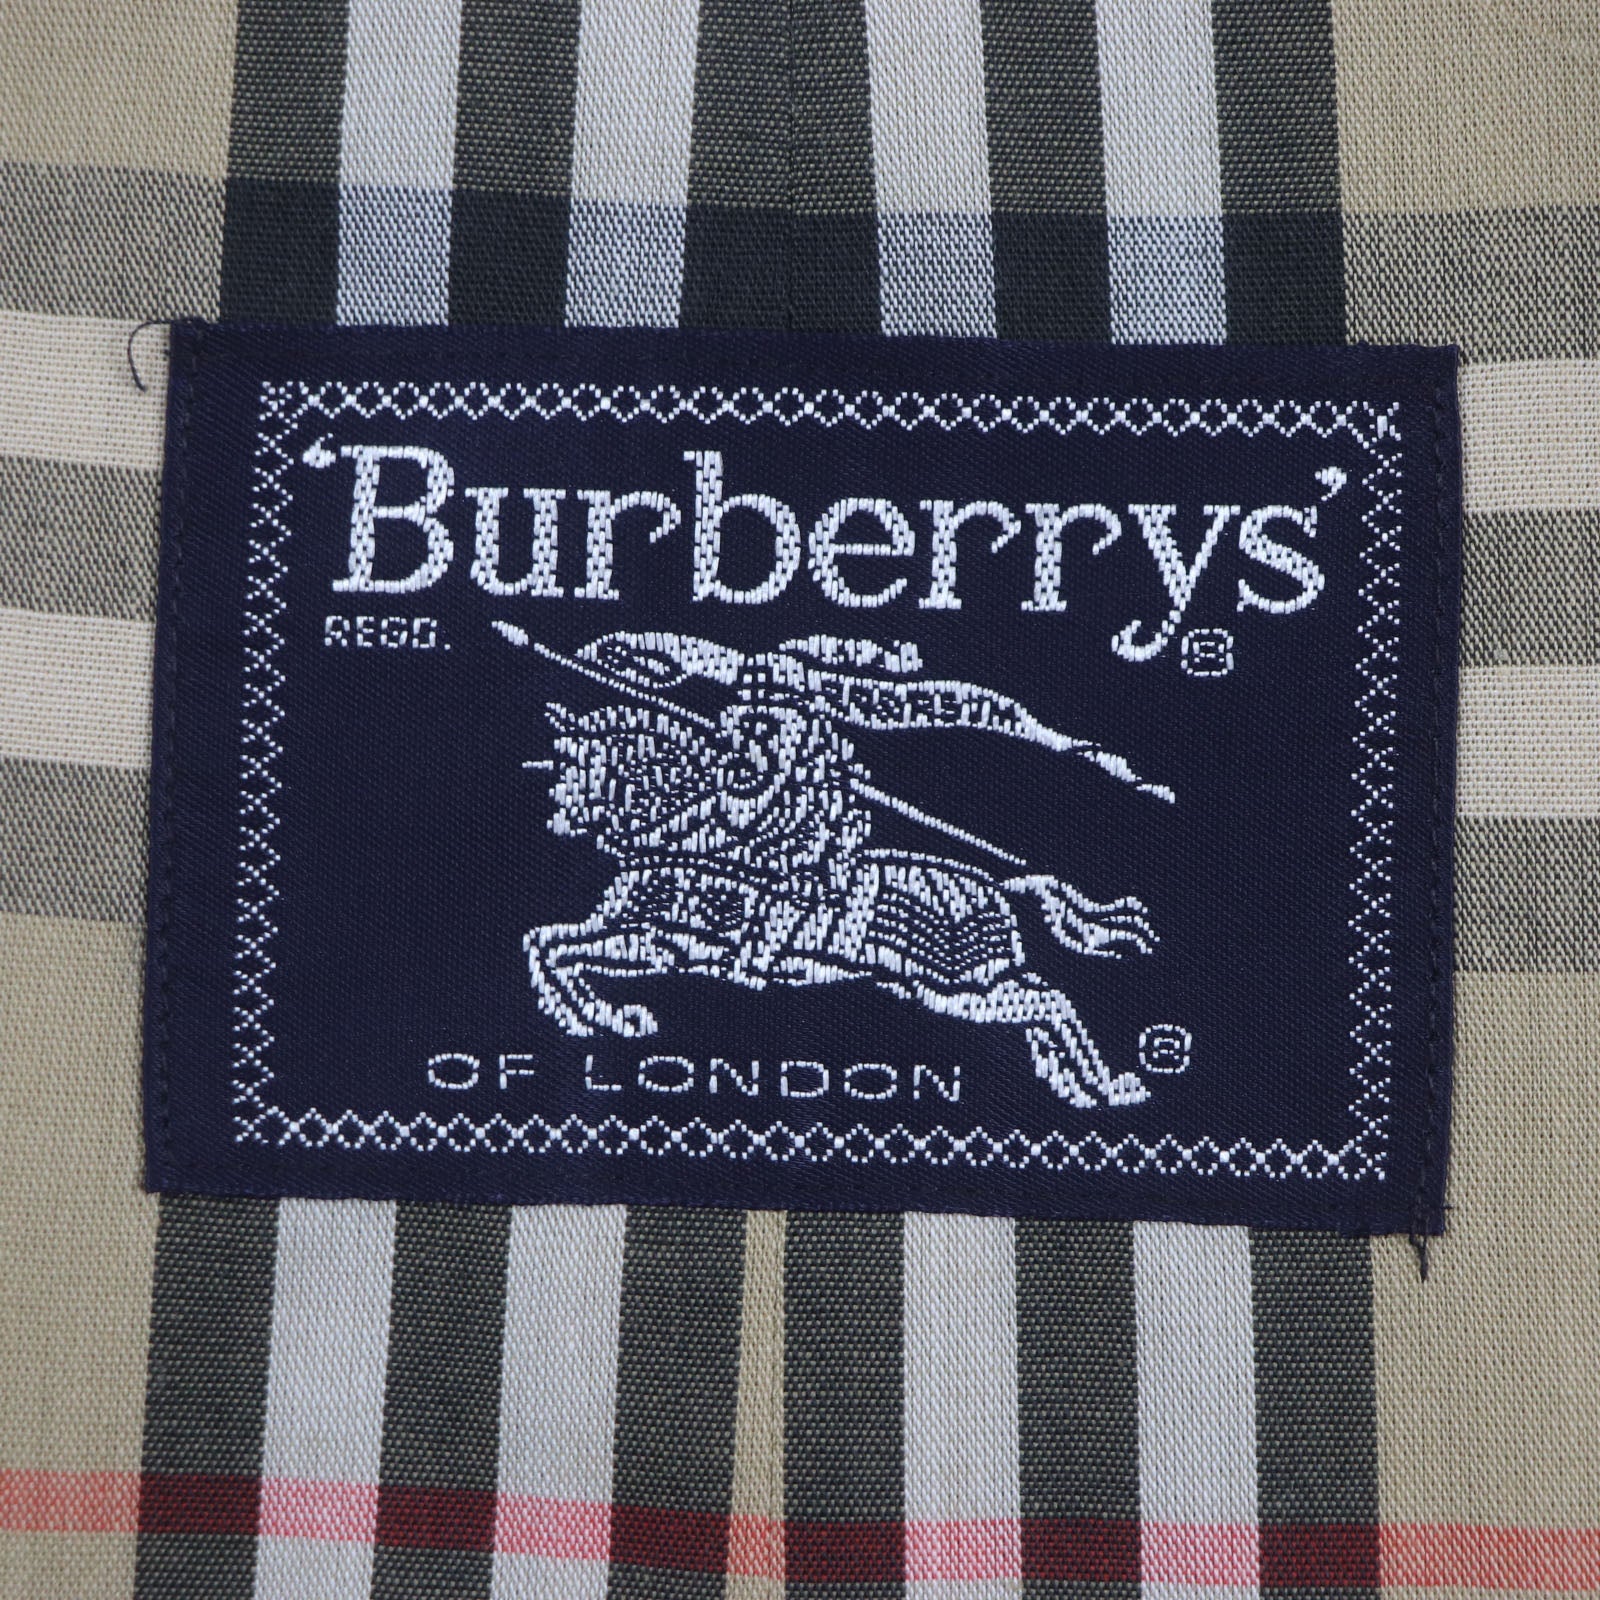 'Burberrys'®
REGD.
®
OF LONDON